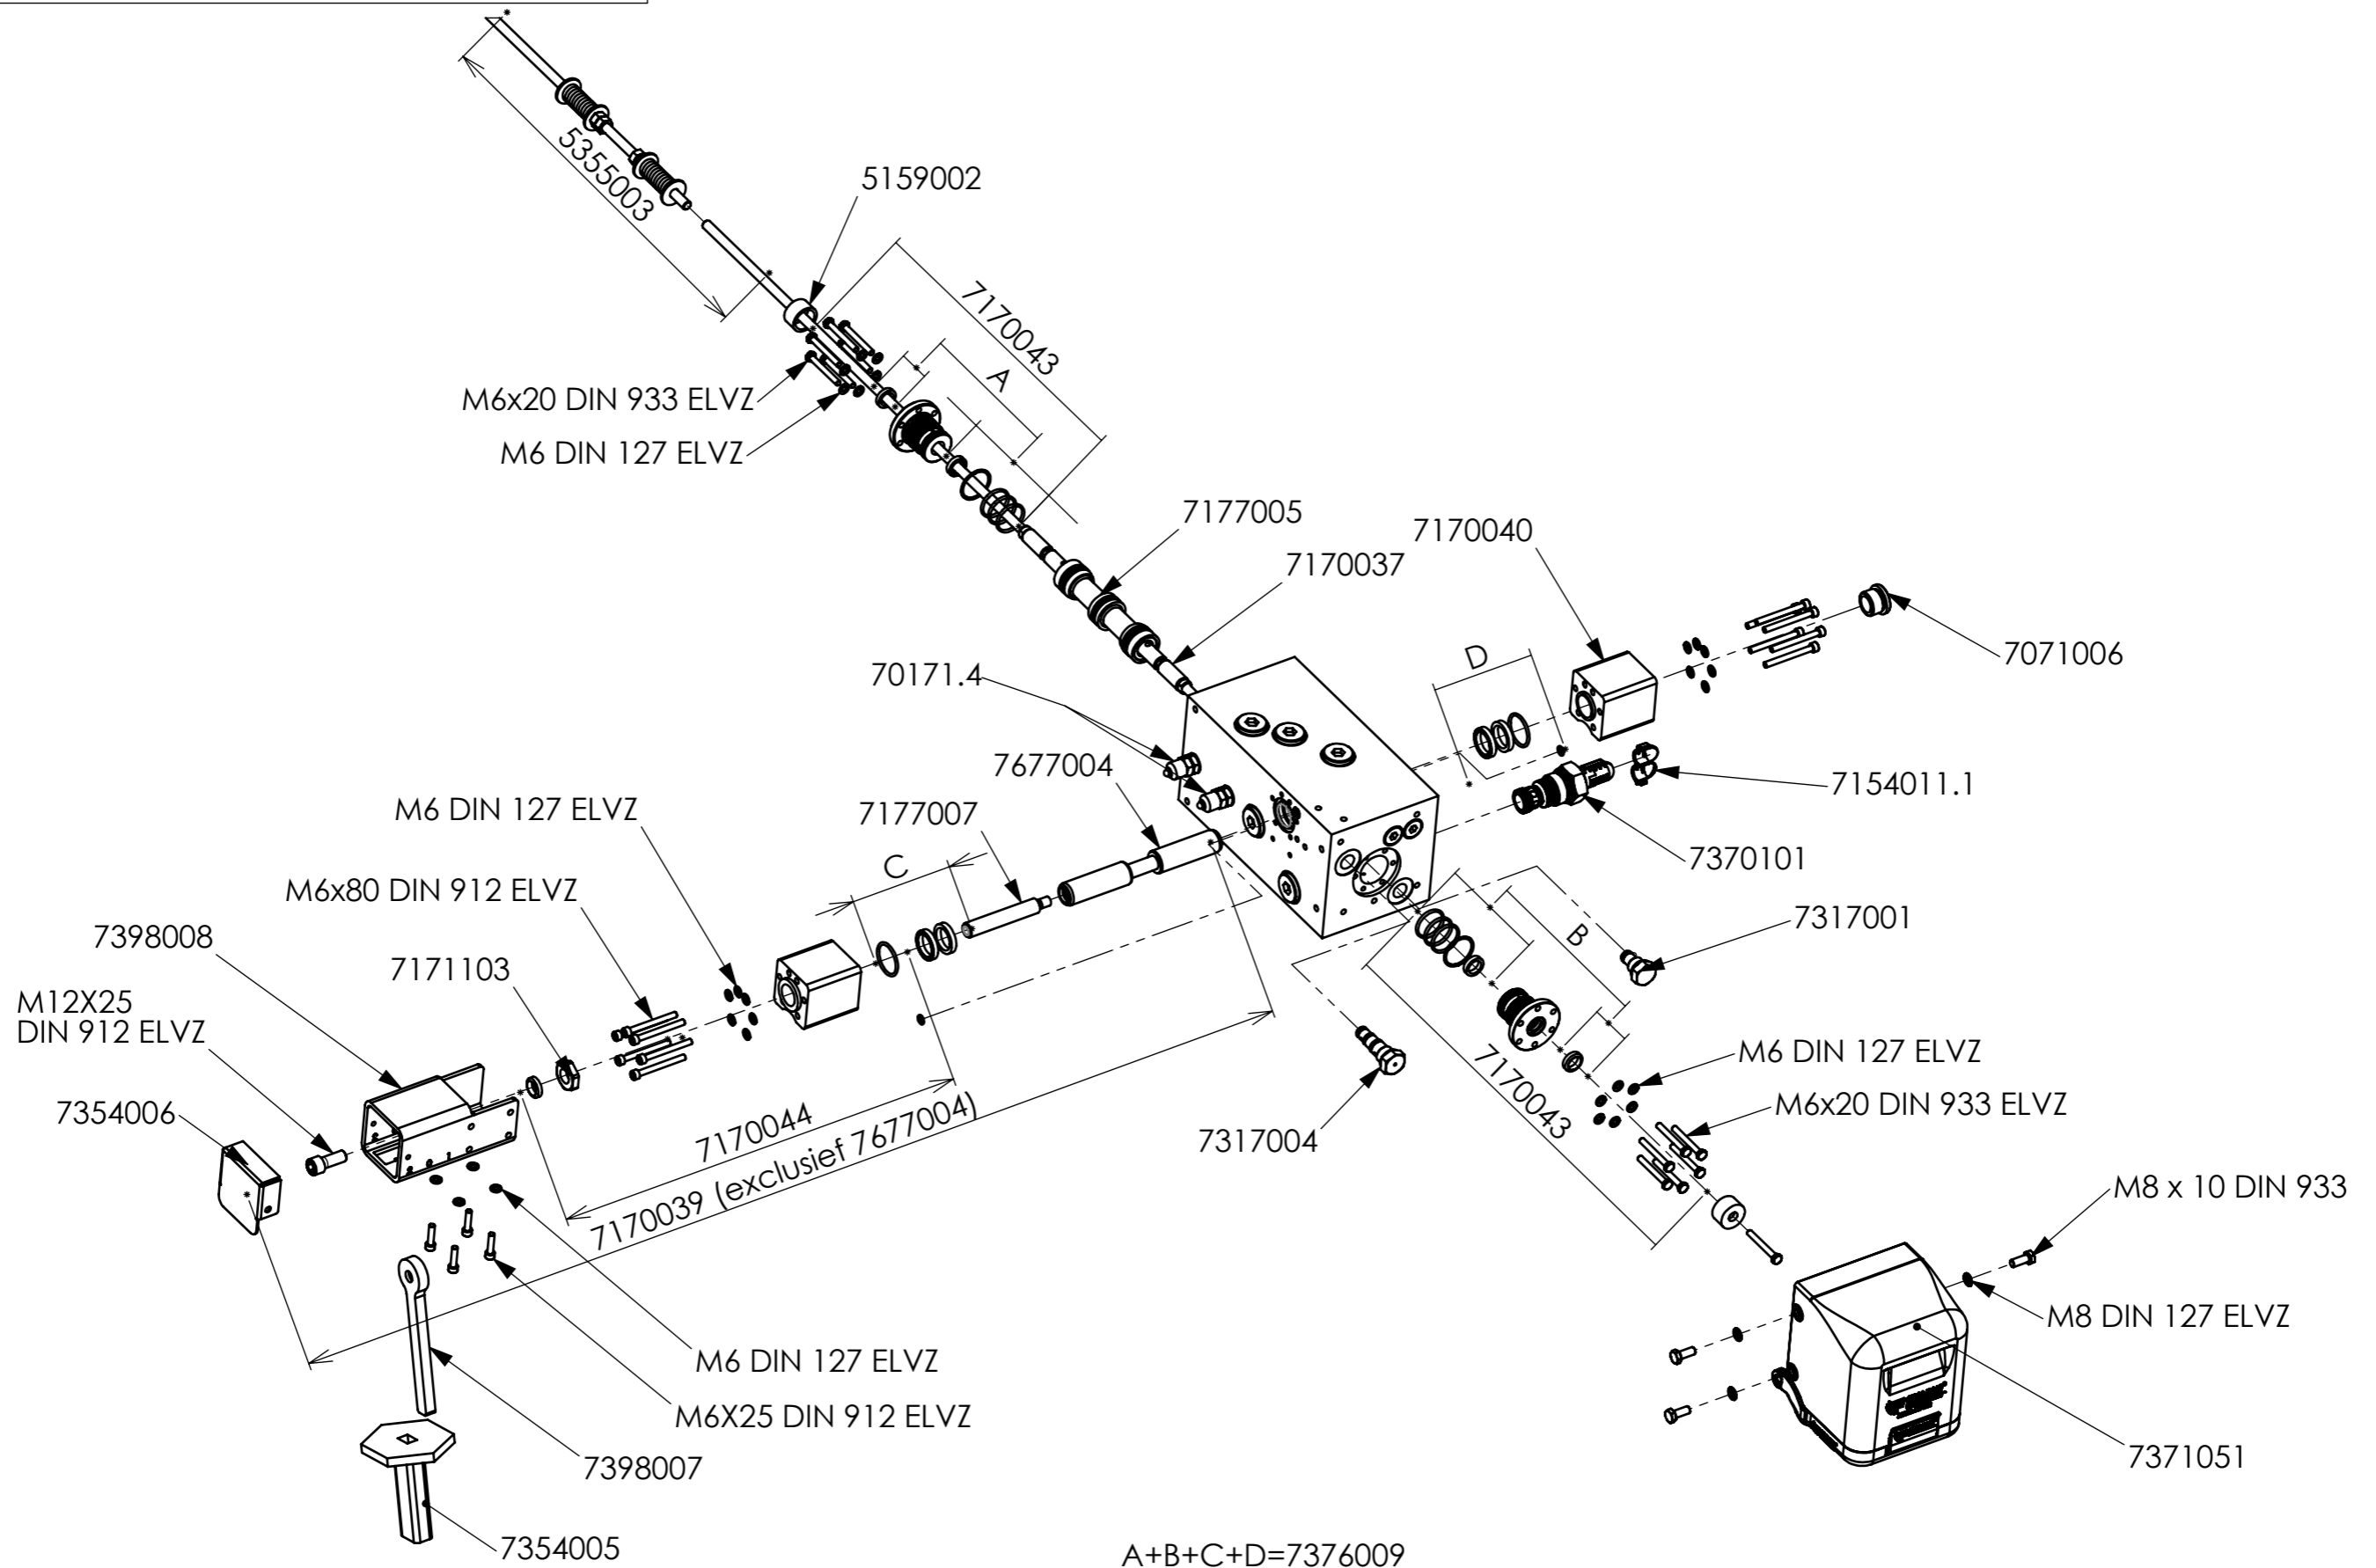 5355003
5159002
7170043
A
M6x20 DIN 933 ELVZ
M6 DIN 127 ELVZ
7177005
7170037
7170040
7071006
D
70171.4
7677004
7154011.1
7177007
M6 DIN 127 ELVZ
7370101
C
M6x80 DIN 912 ELVZ
7317001
7398008
B
7171103
M12X25
DIN 912 ELVZ
M6 DIN 127 ELVZ
7170043
M6x20 DIN 933 ELVZ
7354006
7170044
7317004
7170039 (exclusief 7677004)
M8 x 10 DIN 933
M8 DIN 127 ELVZ
M6 DIN 127 ELVZ
M6X25 DIN 912 ELVZ
7398007
7371051
7354005
A+B+C+D=7376009